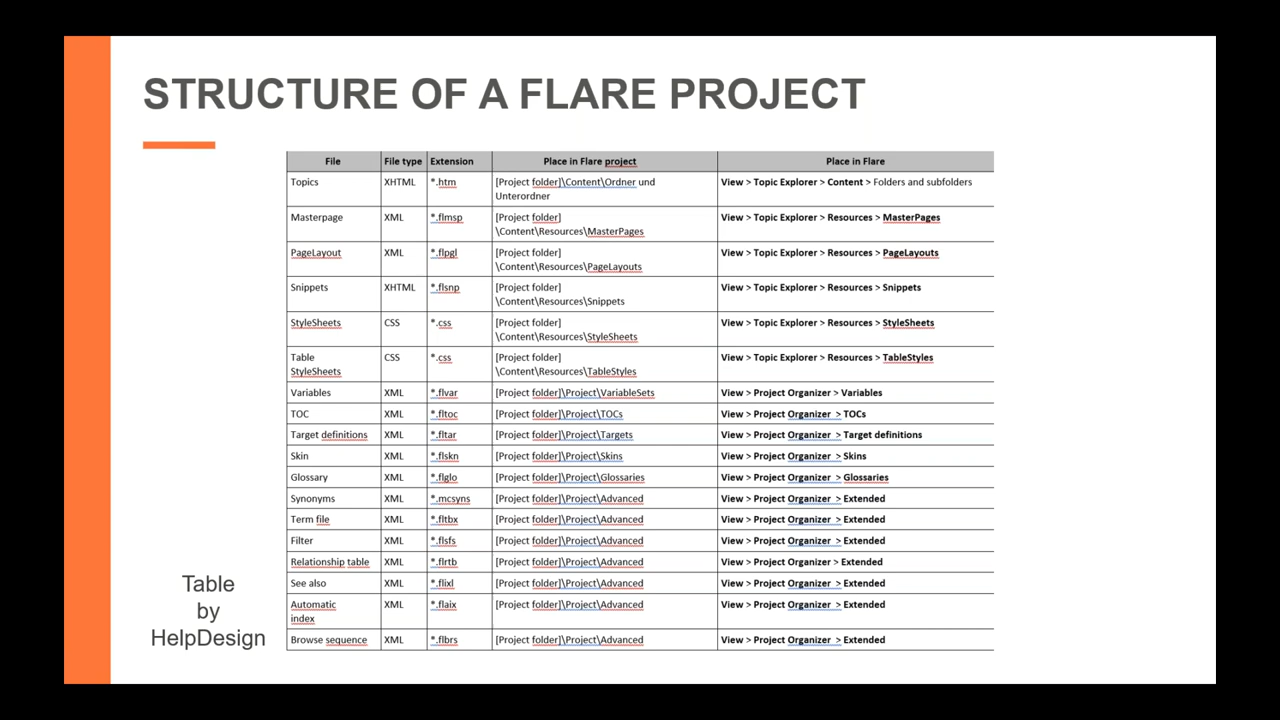 STRUCTURE OF A FLARE PROJECT
File File type Extension Place in Flare project Place in Flare
Topics XHTML *.htm [Project folder]\Content\Ordner und View > Topic Explorer > Content > Folders and subfolders
Unterordner
Masterpage XML *.flmsp [Project folder] View > Topic Explorer > Resources > MasterPages
\Content\Resources\MasterPages
PageLayout XML *.flpgl [Project folder] View > Topic Explorer > Resources > PageLayouts
\Content\Resources\PageLayouts
Snippets XHTML *.flsnp [Project folder] View > Topic Explorer > Resources > Snippets
\Content\Resources\Snippets
StyleSheets CSS *.css [Project folder] View > Topic Explorer > Resources > StyleSheets
\Content\Resources\StyleSheets
Table CSS *.css [Project folder] View > Topic Explorer > Resources > TableStyles
StyleSheets \Content\Resources\TableStyles
Variables XML *.flvar [Project folder]\Project\VariableSets View > Project Organizer > Variables
TOC XML *.fltoc [Project folder]\Project\TOCs View > Project Organizer > TOCs
Target definitions XML *.fltar [Project folder]\Project\Targets View > Project Organizer > Target definitions
Skin XML *.flskn [Project folder]\Project\Skins View > Project Organizer > Skins
Glossary XML *.flglo [Project folder]\Project\Glossaries View > Project Organizer > Glossaries
Synonyms XML *.mcsyns [Project folder]\Project\Advanced View > Project Organizer > Extended
Term file XML *.fltbx [Project folder]\Project\Advanced View > Project Organizer > Extended
Filter XML *.flsfs [Project folder]\Project\Advanced View > Project Organizer > Extended
Relationship table XML *.flrtb [Project folder]\Project\Advanced View > Project Organizer > Extended
See also XML *.flixl [Project folder]\Project\Advanced View > Project Organizer > Extended
Automatic XML *.flaix [Project folder]\Project\Advanced View > Project Organizer > Extended
index
Browse sequence XML *.flbrs [Project folder]\Project\Advanced View > Project Organizer > Extended
Table
by
HelpDesign